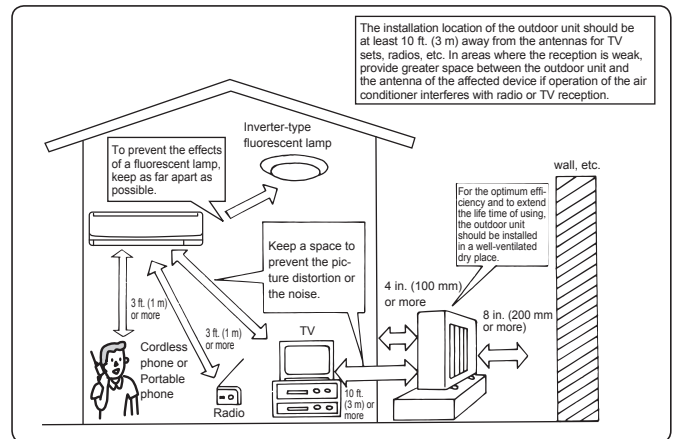 The installation location of the outdoor unit should be
at least 10 ft. (3 m) away from the antennas for TV
sets, radios, etc. In areas where the reception is weak,
provide greater space between the outdoor unit and
the antenna of the affected device if operation of the air
conditioner interferes with radio or TV reception.
Inverter-type
fluorescent lamp
To prevent the effects
of a fluorescent lamp,
keep as far apart as
possible.
wall, etc.
For the optimum effi-
ciency and to extend
the life time of using,
the outdoor unit
should be installed
in a well-ventilated
dry place.
Keep a space to
prevent the pic-
ture distortion or
the noise.
4 in. (100 mm)
or more
8 in. (200 mm
or more)
3 ft. (1 m)
or more
3 ft. (1 m)
or more
TV
Cordless
phone or
Portable
phone
Radio
10 ft.
(3 m) or
more